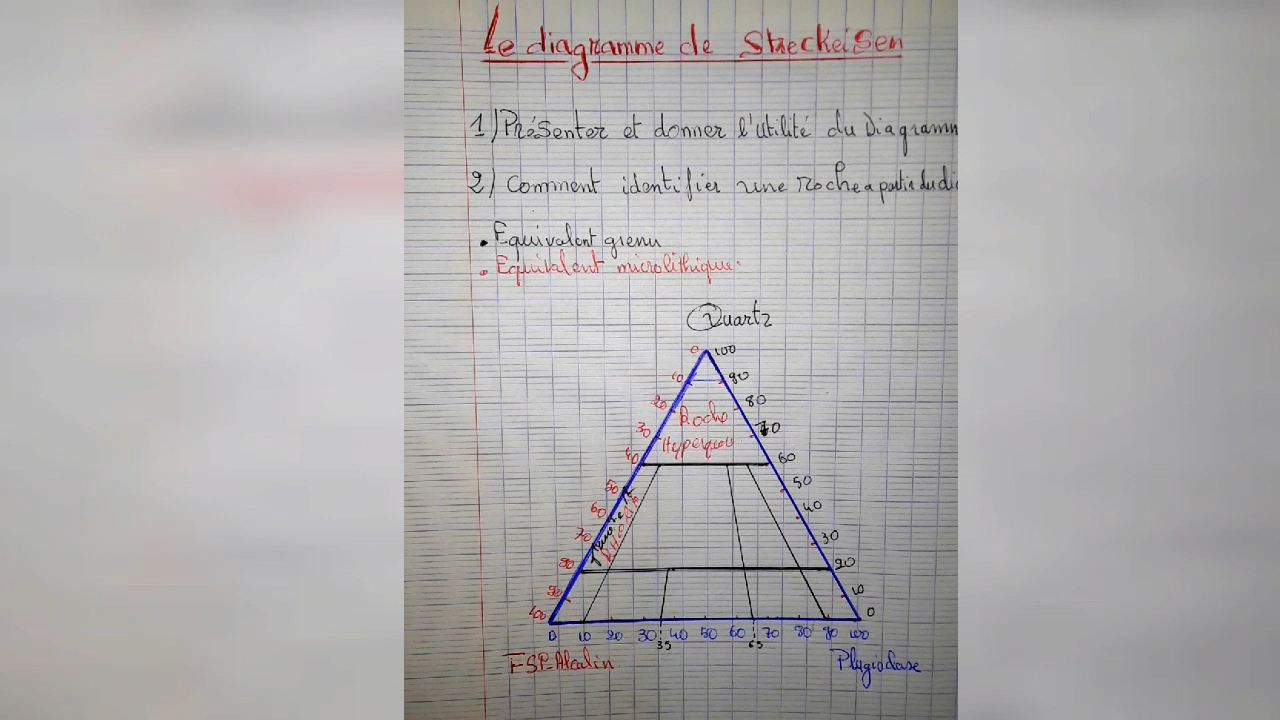 Le diagramme de Streckeisen
1) Présenter et donner l'utilité du Diagramm
2) Comment identifier une Roche a partir du di
• Equivalent grenu
• Equivalent microlithique.
Quartz
0 100
10 90
20 80
Roche
30 70
Hyperquar
40 60
50 50
60 40
70 30
80 20
90 10
100 0
0 10 20 30 40 50 60 70 80 90 100
35 65
FSP-Alcalin Plagioclase